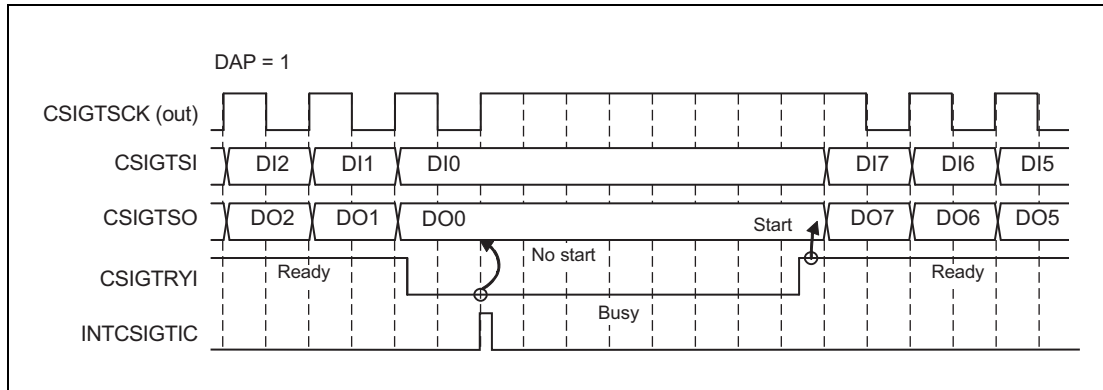 DAP = 1
CSIGTSCK (out)
CSIGTSI DI2 DI1 DI0 DI7 DI6 DI5
CSIGTSO DO2 DO1 DO0 Start DO7 DO6 DO5
No start
CSIGTRYI Ready Ready
Busy
INTCSIGTIC